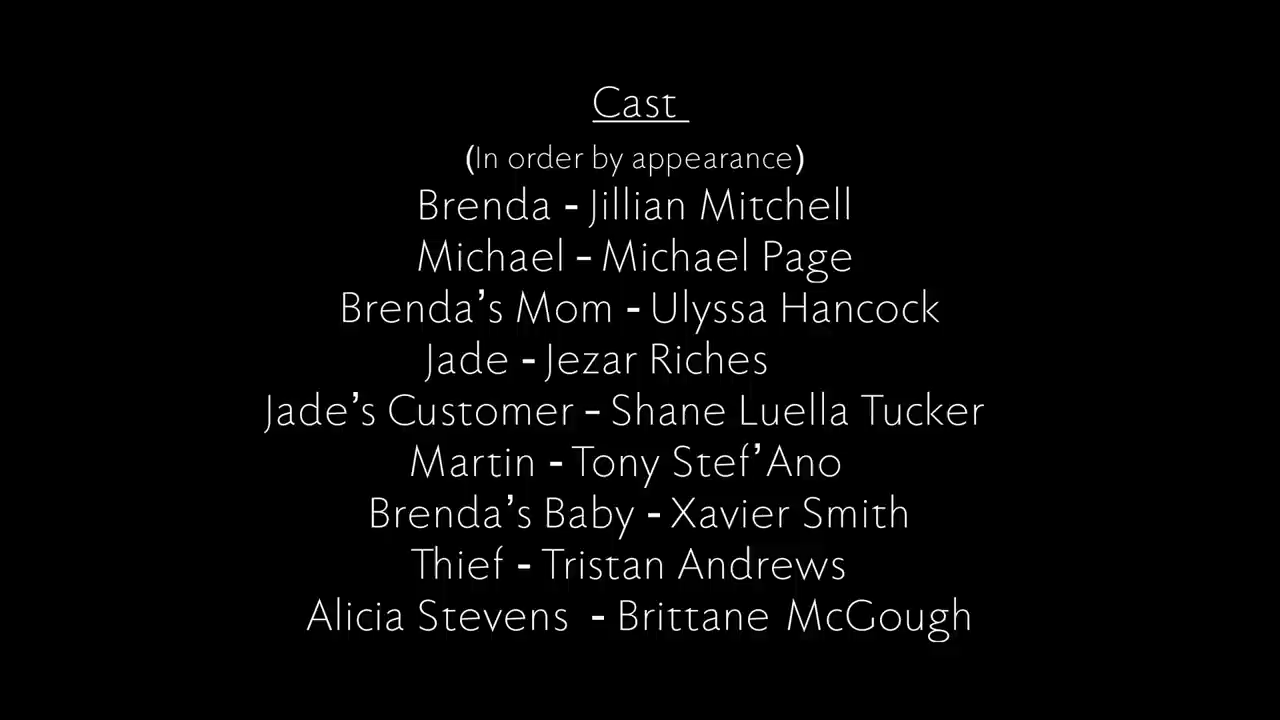 Cast
(In order by appearance)
Brenda - Jillian Mitchell
Michael - Michael Page
Brenda's Mom - Ulyssa Hancock
Jade - Jezar Riches
Jade's Customer - Shane Luella Tucker
Martin - Tony Stef'Ano
Brenda's Baby - Xavier Smith
Thief - Tristan Andrews
Alicia Stevens - Brittane McGough